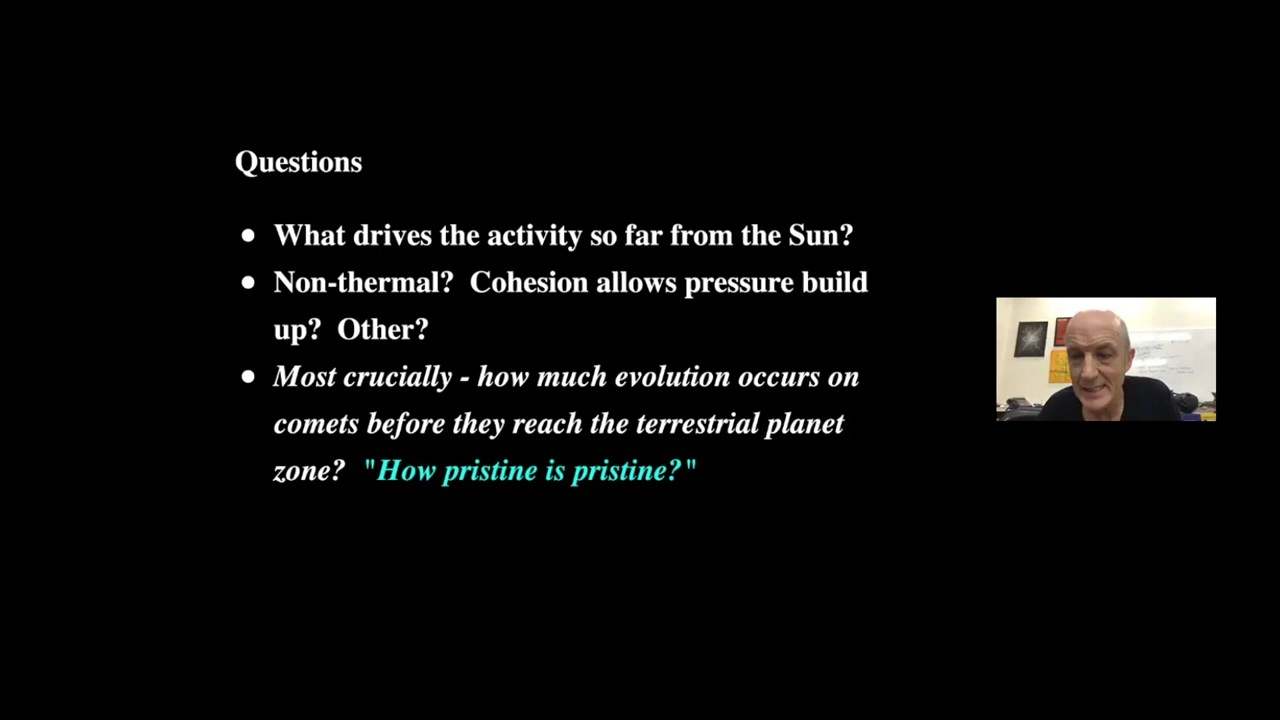 Questions
● What drives the activity so far from the Sun?
● Non-thermal? Cohesion allows pressure build
up? Other?
● Most crucially - how much evolution occurs on
comets before they reach the terrestrial planet
zone? "How pristine is pristine?"